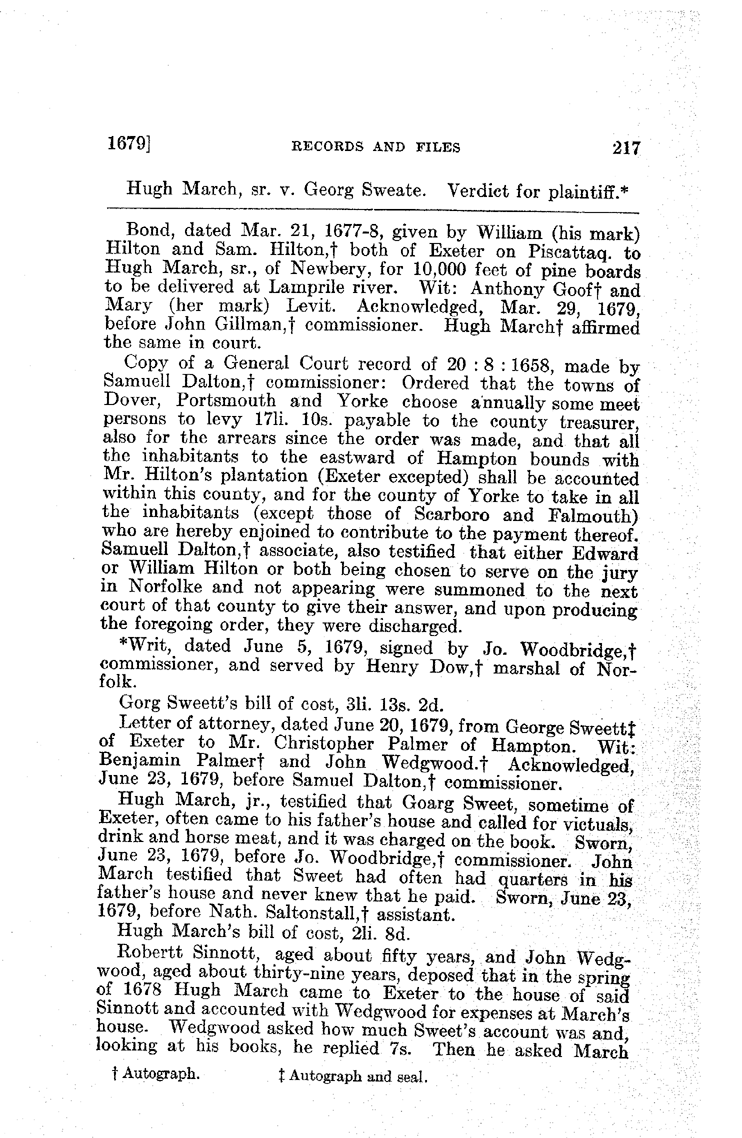 1679] RECORDS AND FILES 217
Hugh March, sr. v. Georg Sweate. Verdict for plaintiff.*
Bond, dated Mar. 21, 1677-8, given by William (his mark)
Hilton and Sam. Hilton,† both of Exeter on Piscattaq. to
Hugh March, sr., of Newbery, for 10,000 feet of pine boards
to be delivered at Lamprile river. Wit: Anthony Goof† and
Mary (her mark) Levit. Acknowledged, Mar. 29, 1679,
before John Gillman,† commissioner. Hugh March† affirmed
the same in court.
Copy of a General Court record of 20 : 8 : 1658, made by
Samuell Dalton,† commissioner: Ordered that the towns of
Dover, Portsmouth and Yorke choose annually some meet
persons to levy 17li. 10s. payable to the county treasurer,
also for the arrears since the order was made, and that all
the inhabitants to the eastward of Hampton bounds with
Mr. Hilton's plantation (Exeter excepted) shall be accounted
within this county, and for the county of Yorke to take in all
the inhabitants (except those of Scarboro and Falmouth)
who are hereby enjoined to contribute to the payment thereof.
Samuell Dalton,† associate, also testified that either Edward
or William Hilton or both being chosen to serve on the jury
in Norfolke and not appearing were summoned to the next
court of that county to give their answer, and upon producing
the foregoing order, they were discharged.
*Writ, dated June 5, 1679, signed by Jo. Woodbridge,†
commissioner, and served by Henry Dow,† marshal of Nor-
folk.
Gorg Sweett's bill of cost, 3li. 13s. 2d.
Letter of attorney, dated June 20, 1679, from George Sweett‡
of Exeter to Mr. Christopher Palmer of Hampton. Wit:
Benjamin Palmer† and John Wedgwood.† Acknowledged,
June 23, 1679, before Samuel Dalton,† commissioner.
Hugh March, jr., testified that Goarg Sweet, sometime of
Exeter, often came to his father's house and called for victuals,
drink and horse meat, and it was charged on the book. Sworn,
June 23, 1679, before Jo. Woodbridge,† commissioner. John
March testified that Sweet had often had quarters in his
father's house and never knew that he paid. Sworn, June 23,
1679, before Nath. Saltonstall,† assistant.
Hugh March's bill of cost, 2li. 8d.
Robertt Sinnott, aged about fifty years, and John Wedg-
wood, aged about thirty-nine years, deposed that in the spring
of 1678 Hugh March came to Exeter to the house of said
Sinnott and accounted with Wedgwood for expenses at March's
house. Wedgwood asked how much Sweet's account was and,
looking at his books, he replied 7s. Then he asked March
† Autograph. ‡ Autograph and seal.